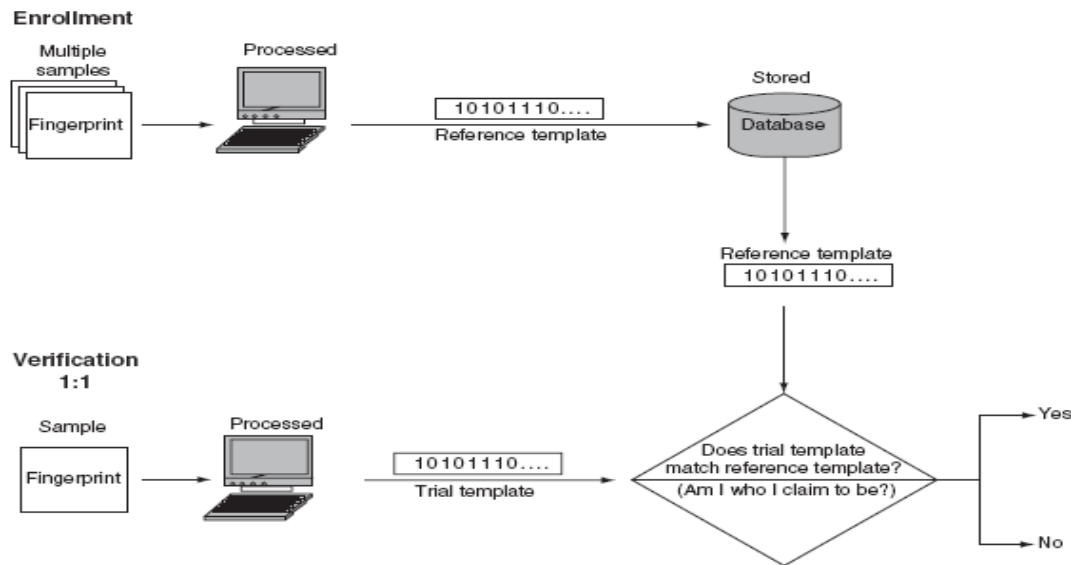 Enrollment
Multiple
samples
Fingerprint
Processed
10101110....
Reference template
Stored
Database
Reference template
10101110....
Verification
1:1
Sample
Fingerprint
Processed
10101110....
Trial template
Does trial template
match reference template?
(Am I who I claim to be?)
Yes
No